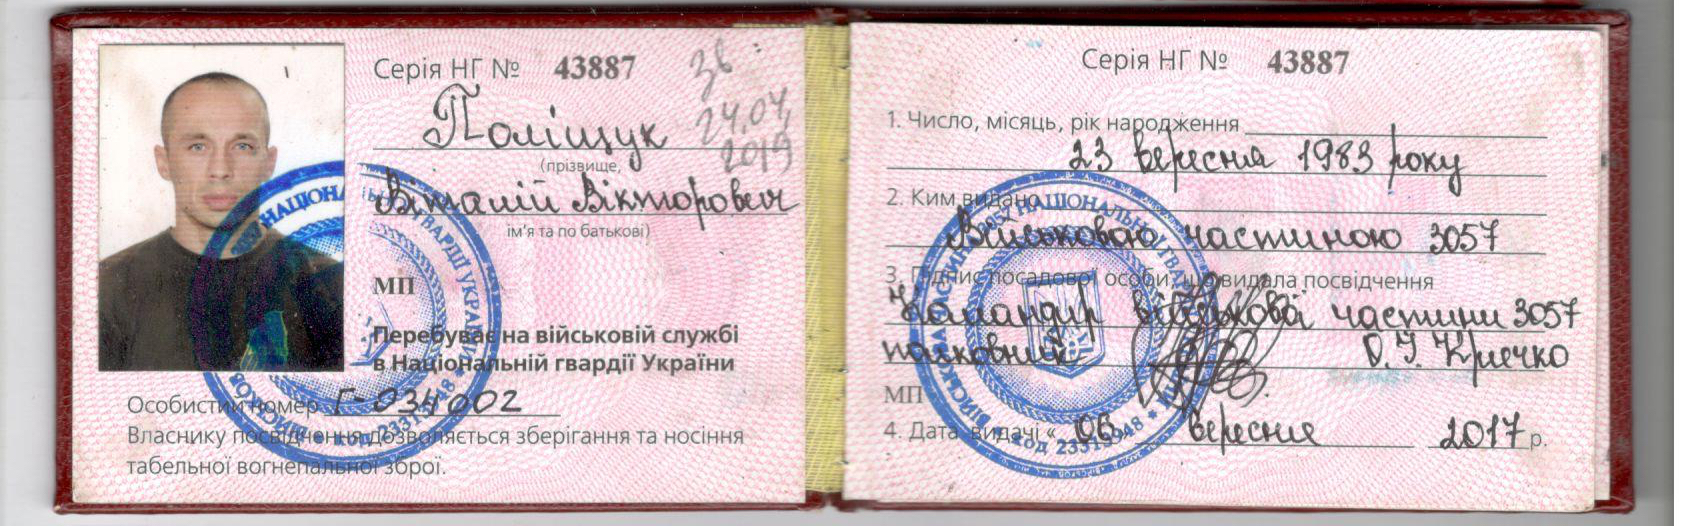 Серія НГ № 43887
Зв
24.04.
2019
Поліщук
(прізвище,
Віталій Вікторович
ім'я та по батькові)
МП
Перебуває на військовій службі
в Національній гвардії України
Особистий номер Г-034002
Власнику посвідчення дозволяється зберігання та носіння
табельної вогнепальної зброї.
Серія НГ № 43887
1. Число, місяць, рік народження
23 вересня 1983 року
2. Ким видано
Військовою частиною 3057
3. Підпис посадової особи, що видала посвідчення
Командир військової частини 3057
полковник
МП
4. Дата видачі « 06 вересня 2017 р.